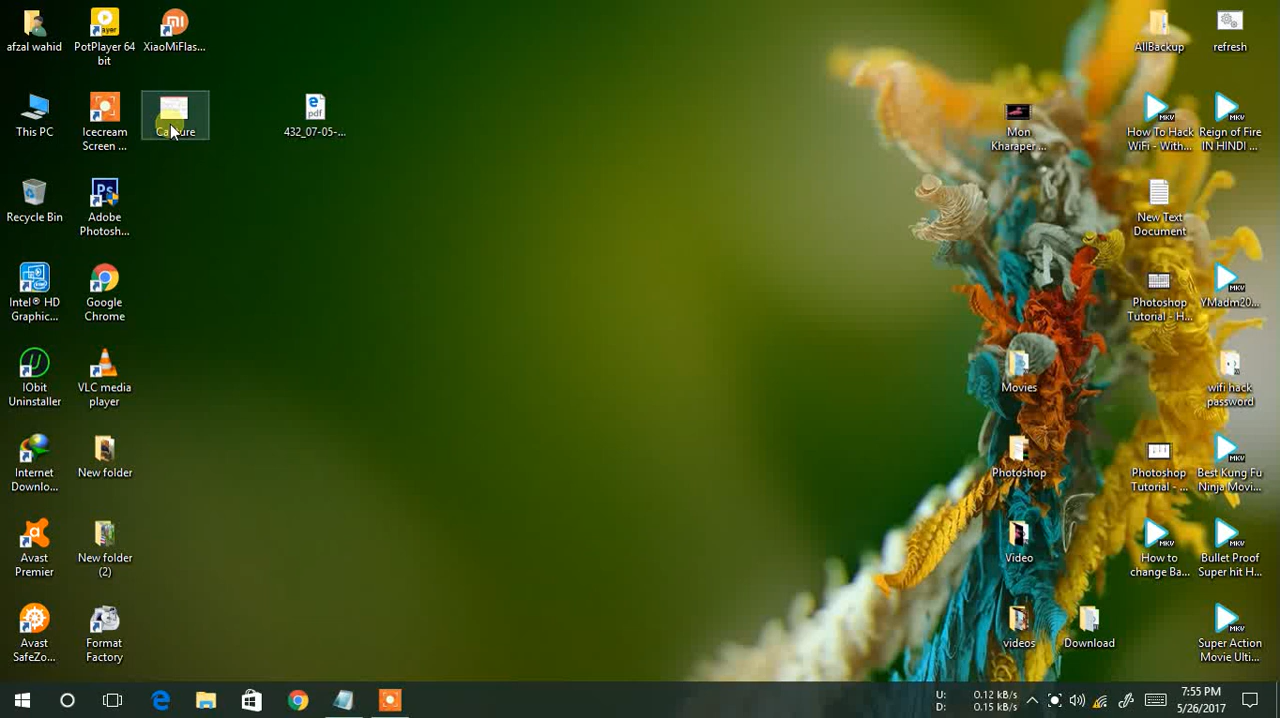 afzal wahid
PotPlayer 64
bit
XiaoMiFlas...
This PC
Icecream
Screen ...
Capture
432_07-05-...
Recycle Bin
Adobe
Photosh...
Intel® HD
Graphic...
Google
Chrome
IObit
Uninstaller
VLC media
player
Internet
Downlo...
New folder
Avast
Premier
New folder
(2)
Avast
SafeZo...
Format
Factory
AllBackup
refresh
Mon
Kharaper ...
How To Hack
WiFi - With...
Reign of Fire
IN HINDI ...
New Text
Document
Photoshop
Tutorial - H...
YMadm20...
Movies
wifi hack
password
Photoshop
Photoshop
Tutorial - ...
Best Kung Fu
Ninja Movi...
Video
How to
change Ba...
Bullet Proof
Super hit H...
videos
Download
Super Action
Movie Ulti...
U: 0.12 kB/s
D: 0.15 kB/s
7:55 PM
5/26/2017